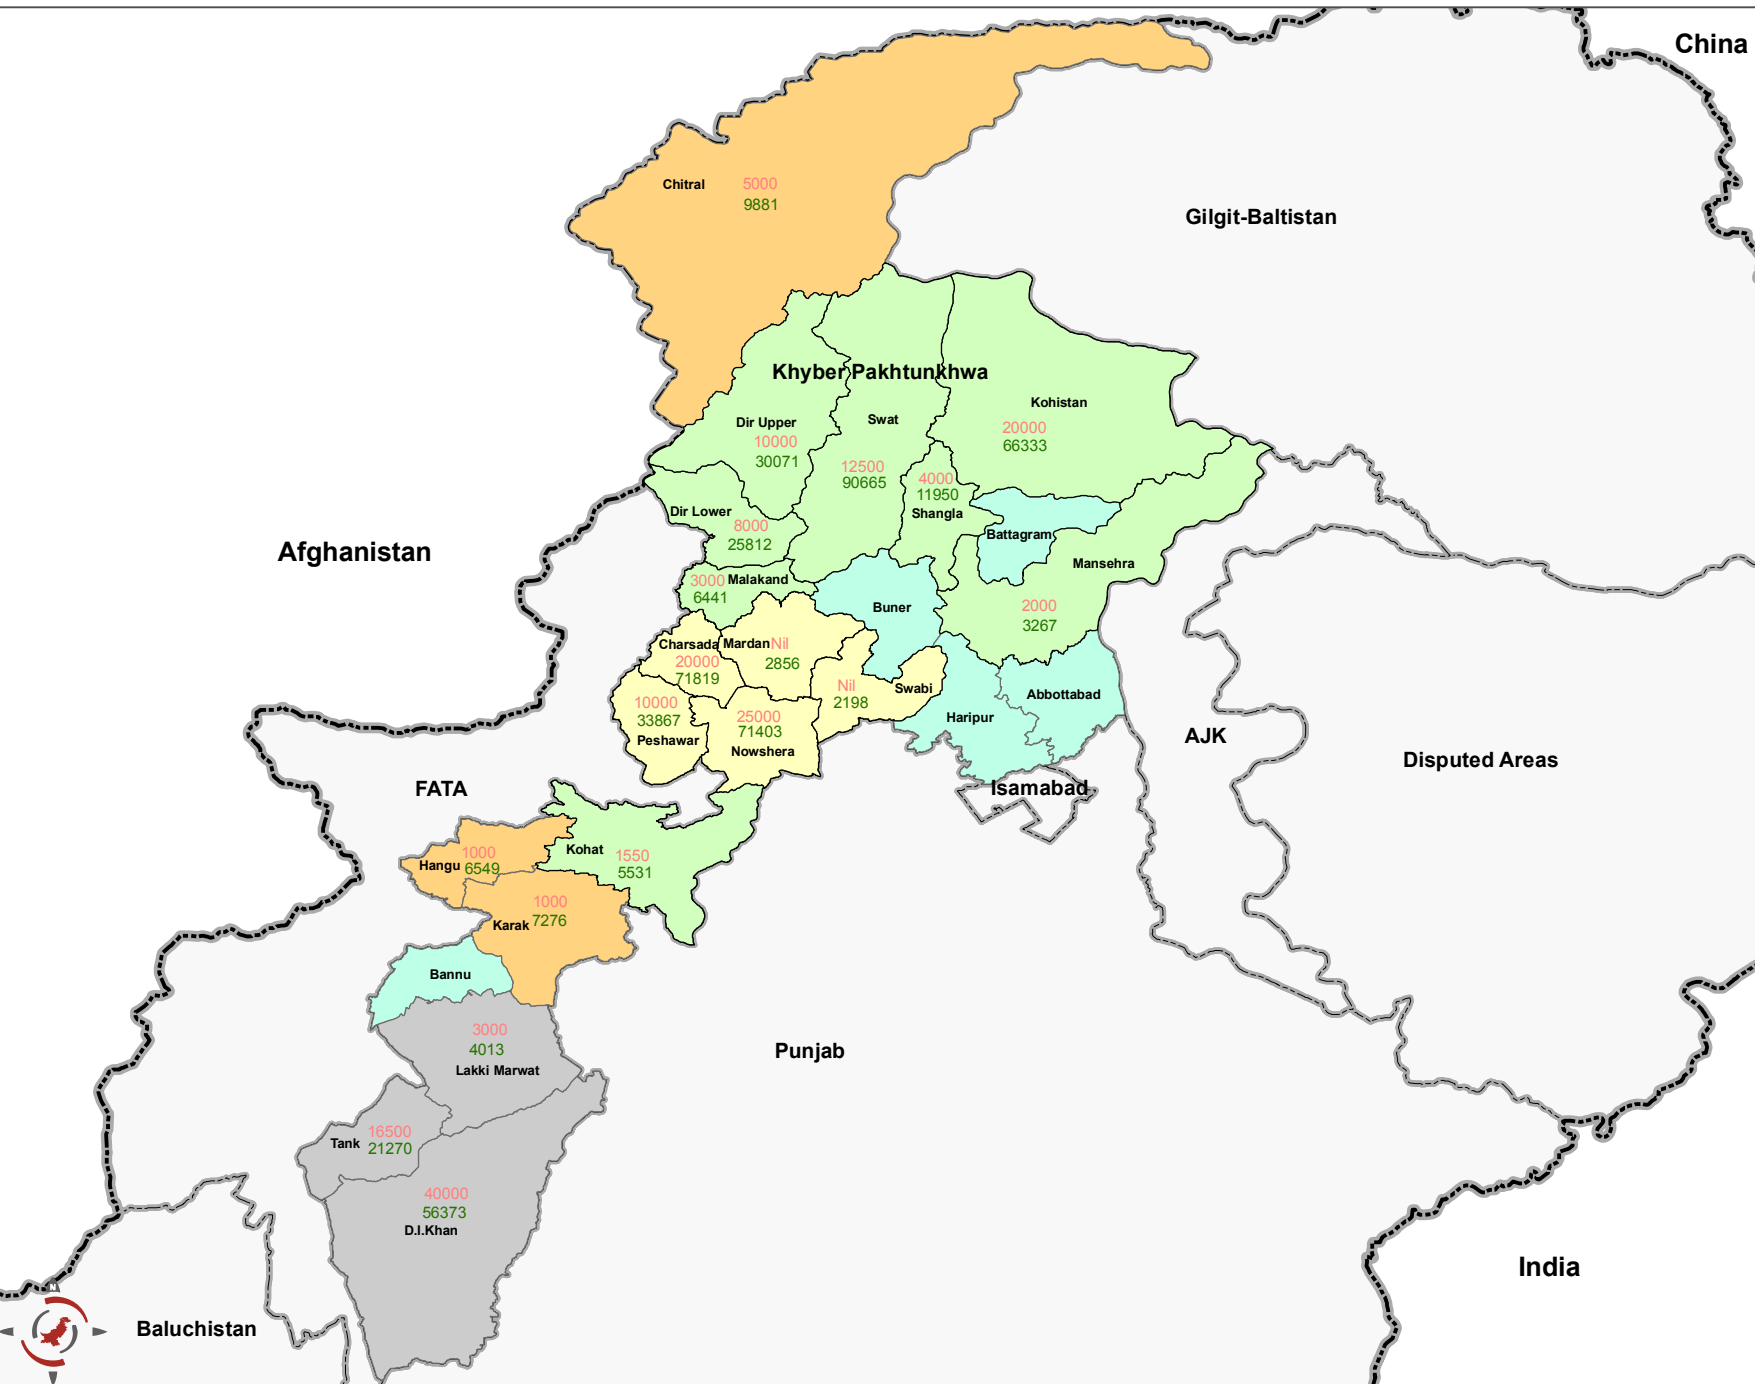 China
Chitral
5000
9881
Gilgit-Baltistan
Khyber Pakhtunkhwa
Kohistan
20000
66333
Dir Upper
10000
30071
Swat
12500
90665
4000
11950
Shangla
Dir Lower
8000
25812
Battagram
Mansehra
2000
3267
Afghanistan
3000 Malakand
6441
Buner
Charsada
20000
71819
Mardan Nil
2856
Nil
2198
Swabi
10000
33867
Peshawar
25000
71403
Nowshera
Haripur
Abbottabad
AJK
Disputed Areas
Isamabad
FATA
Hangu
1000
6549
Kohat
1550
5531
1000
Karak 7276
Bannu
3000
4013
Lakki Marwat
Punjab
Tank
16500
21270
40000
56373
D.I.Khan
India
N
Baluchistan